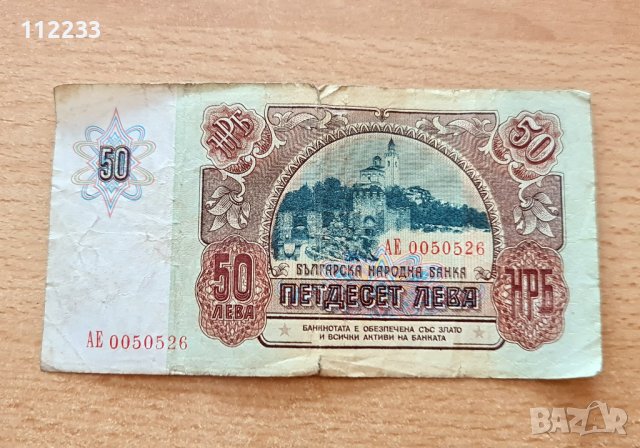 112233
50
НРБ
50
АЕ 0050526
БЪЛГАРСКА НАРОДНА БАНКА
50
ЛЕВА
ПЕТДЕСЕТ ЛЕВА
НРБ
БАНКНОТАТА Е ОБЕЗПЕЧЕНА СЪС ЗЛАТО
И ВСИЧКИ АКТИВИ НА БАНКАТА
АЕ 0050526
BAZAR